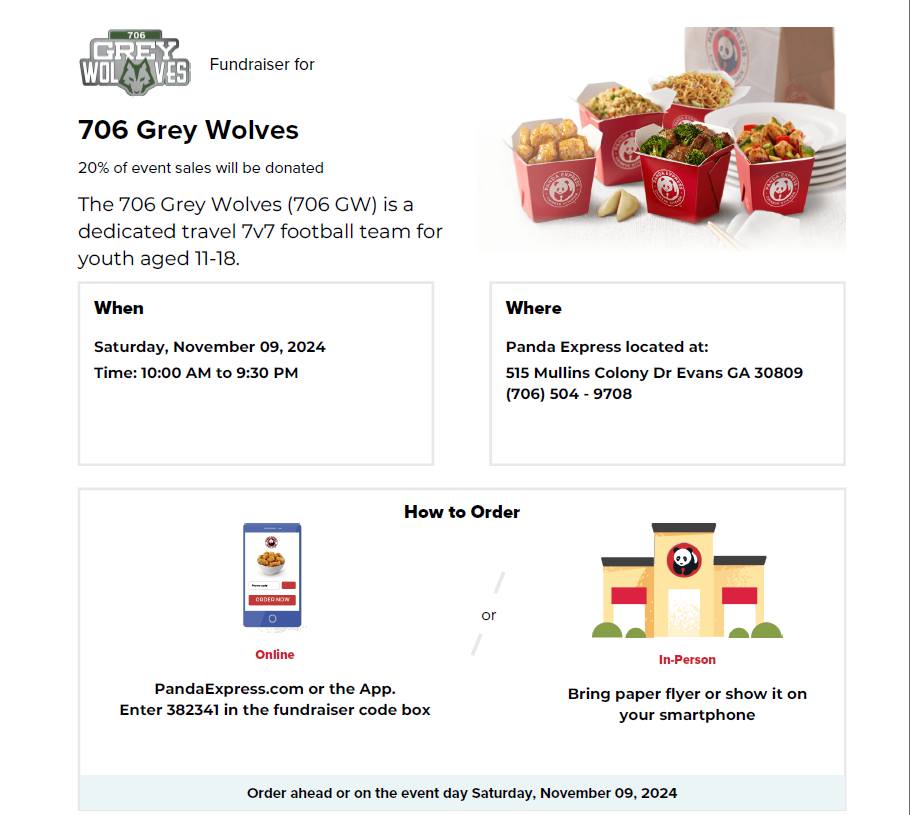 706
GREY
WOLVES
Fundraiser for
706 Grey Wolves
20% of event sales will be donated
The 706 Grey Wolves (706 GW) is a
dedicated travel 7v7 football team for
youth aged 11-18.
PANDA EXPRESS
When
Saturday, November 09, 2024
Time: 10:00 AM to 9:30 PM
Where
Panda Express located at:
515 Mullins Colony Dr Evans GA 30809
(706) 504 - 9708
How to Order
Promo code
ORDER NOW
Online
PandaExpress.com or the App.
Enter 382341 in the fundraiser code box
or
In-Person
Bring paper flyer or show it on
your smartphone
Order ahead or on the event day Saturday, November 09, 2024